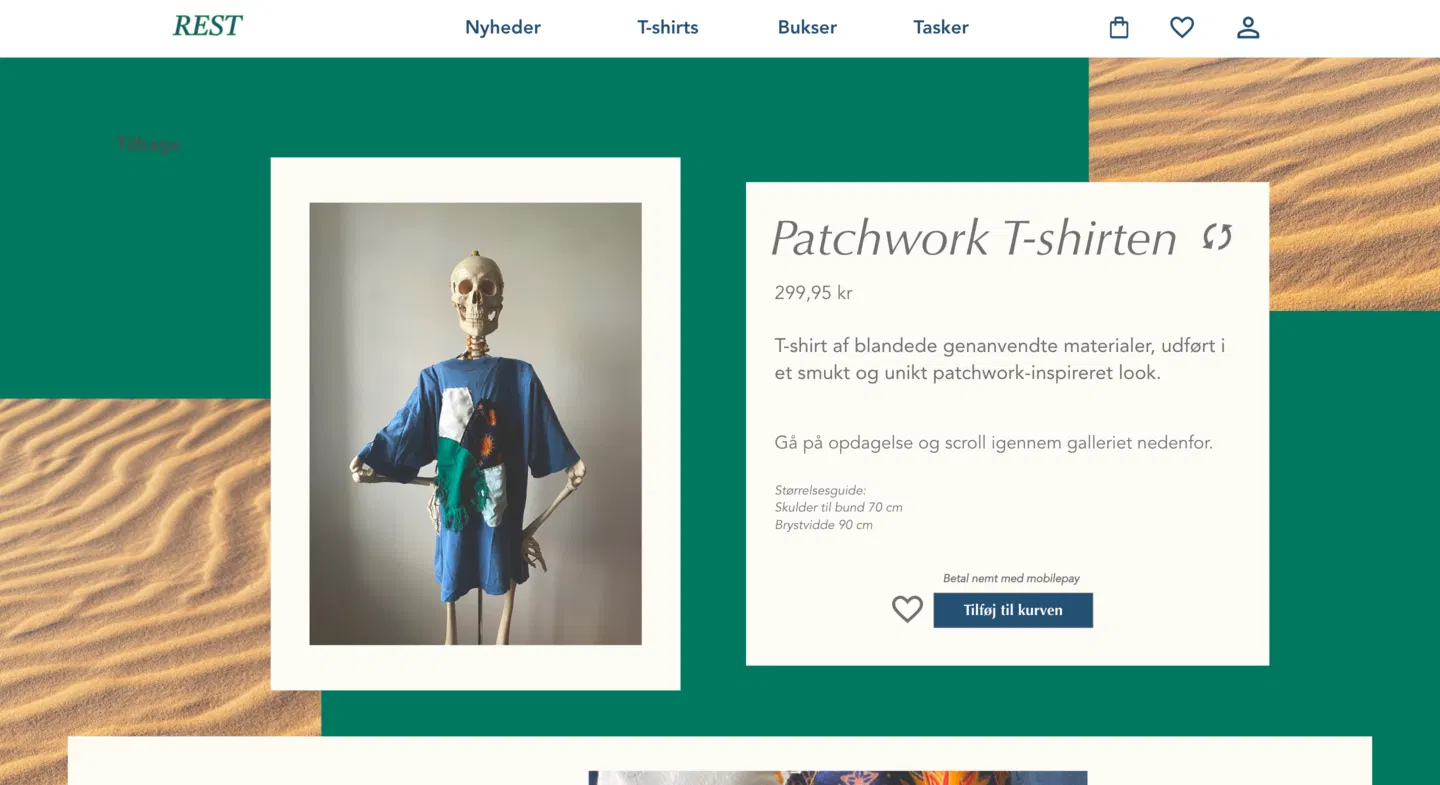 REST
Nyheder
T-shirts
Bukser
Tasker
Tilbage
Patchwork T-shirten
299,95 kr
T-shirt af blandede genanvendte materialer, udført i
et smukt og unikt patchwork-inspireret look.
Gå på opdagelse og scroll igennem galleriet nedenfor.
Størrelsesguide:
Skulder til bund 70 cm
Brystvidde 90 cm
Betal nemt med mobilepay
Tilføj til kurven